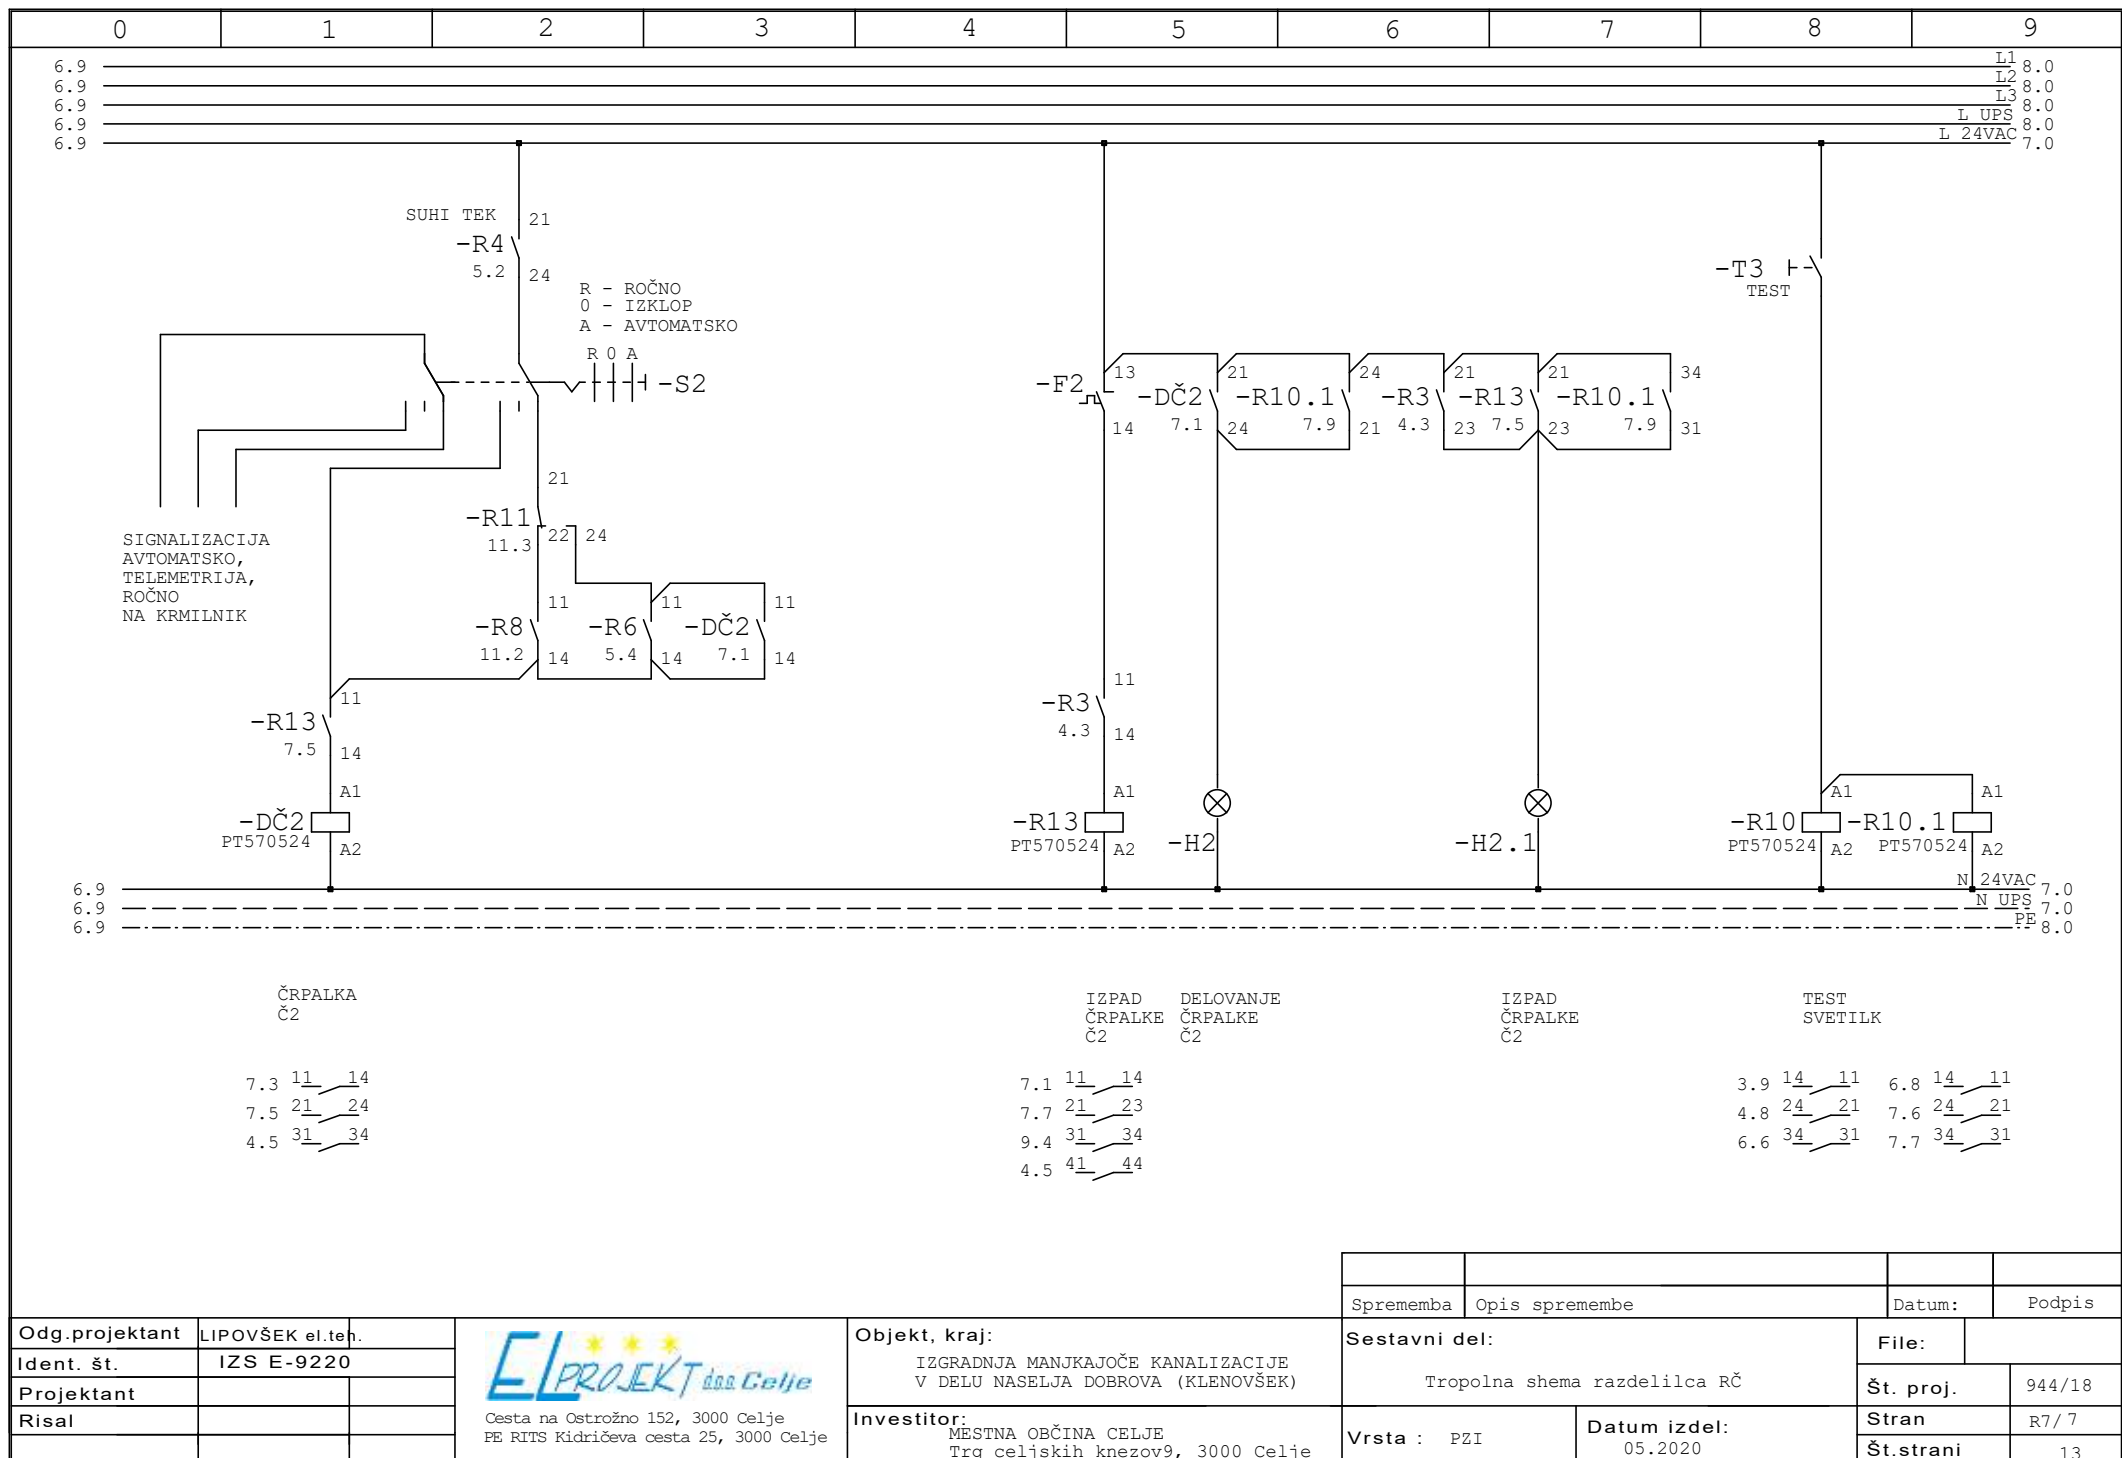 0 1 2 3 4 5 6 7 8 9
6.9 L1 8.0
6.9 L2 8.0
6.9 L3 8.0
6.9 L UPS 8.0
6.9 L 24VAC 7.0
SUHI TEK 21
-R4
5.2 24
R - ROČNO
0 - IZKLOP
A - AVTOMATSKO
R 0 A
-S2
-T3
TEST
13 21 24 21 21 34
-F2 -DČ2 -R10.1 -R3 -R13 -R10.1
14 7.1 24 7.9 21 4.3 23 7.5 23 7.9 31
21
-R11
11.3 22 24
SIGNALIZACIJA
AVTOMATSKO,
TELEMETRIJA,
ROČNO
NA KRMILNIK
11 11 11
-R8 -R6 -DČ2
11.2 14 5.4 14 7.1 14
11
-R13
7.5 14
11
-R3
4.3 14
A1 A1 A1 A1
-DČ2 -R13 -H2 -H2.1 -R10 -R10.1
PT570524 A2 PT570524 A2 PT570524 A2 PT570524 A2
6.9 N 24VAC 7.0
6.9 N UPS 7.0
6.9 PE 8.0
ČRPALKA
Č2
IZPAD
ČRPALKE
Č2
DELOVANJE
ČRPALKE
Č2
IZPAD
ČRPALKE
Č2
TEST
SVETILK
7.3 11 14
7.5 21 24
4.5 31 34
7.1 11 14
7.7 21 23
9.4 31 34
4.5 41 44
3.9 14 11
4.8 24 21
6.6 34 31
6.8 14 11
7.6 24 21
7.7 34 31
Sprememba Opis spremembe Datum: Podpis
Odg.projektant LIPOVŠEK el.teh.
Ident. št. IZS E-9220
Projektant
Risal
ELPROJEKT d.o.o. Celje
Cesta na Ostrožno 152, 3000 Celje
PE RITS Kidričeva cesta 25, 3000 Celje
Objekt, kraj:
IZGRADNJA MANJKAJOČE KANALIZACIJE
V DELU NASELJA DOBROVA (KLENOVŠEK)
Investitor:
MESTNA OBČINA CELJE
Trg celjskih knezov9, 3000 Celje
Sestavni del:
Tropolna shema razdelilca RČ
Vrsta : PZI
Datum izdel:
05.2020
File:
Št. proj. 944/18
Stran R7/7
Št.strani 13